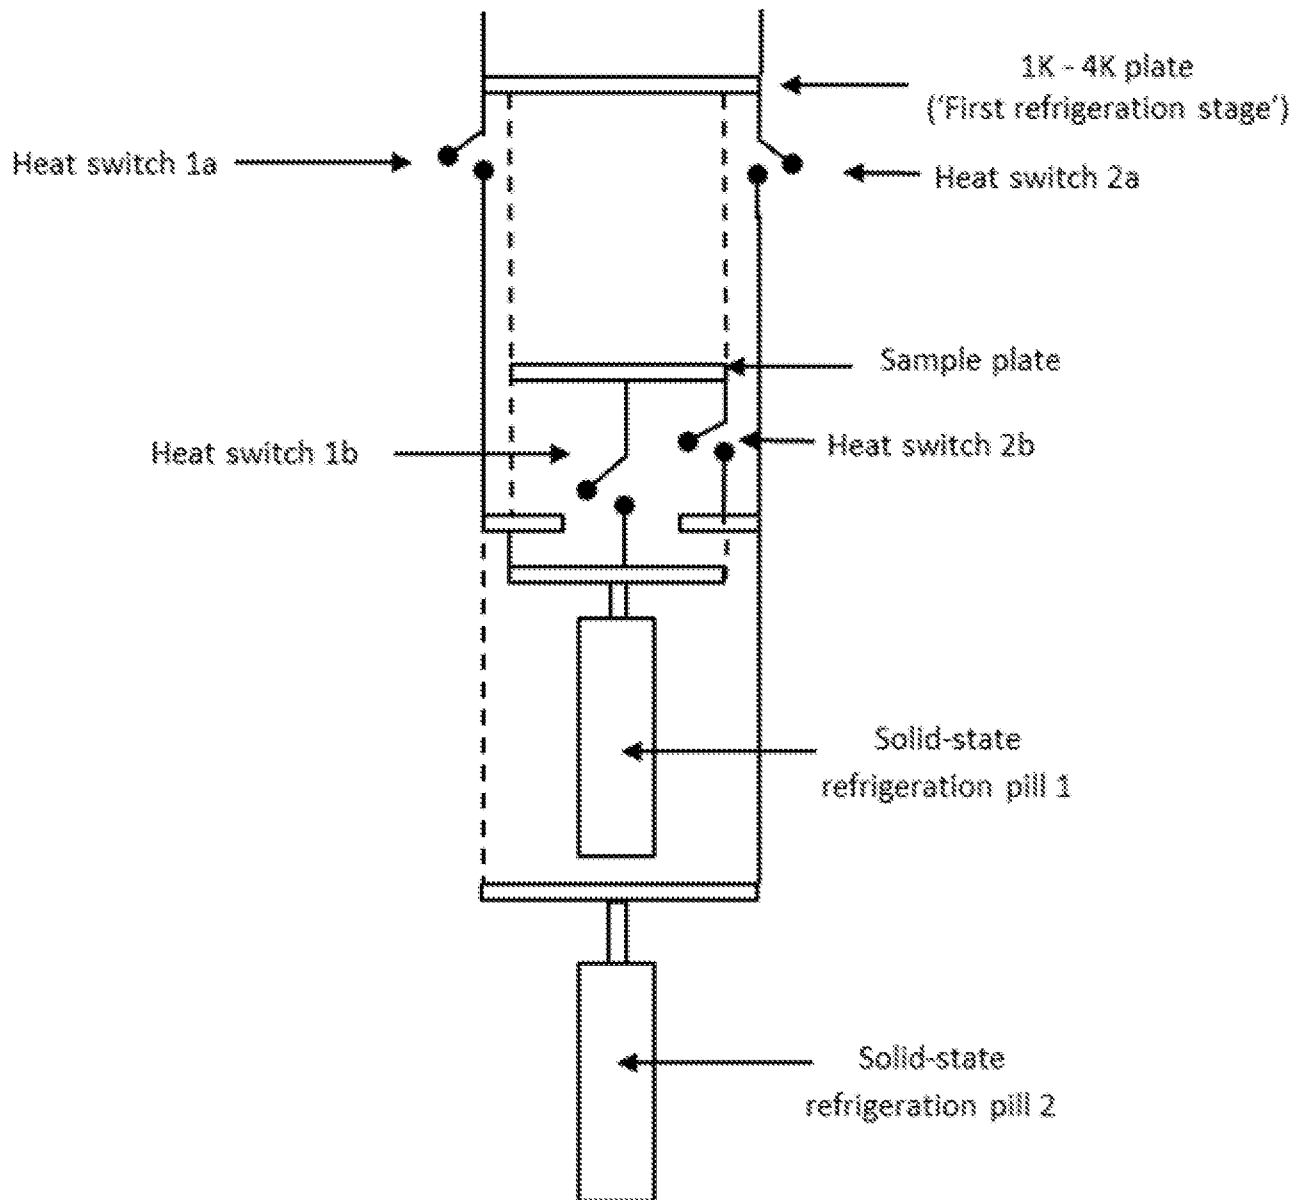 1K - 4K plate
('First refrigeration stage')
Heat switch 1a
Heat switch 2a
Sample plate
Heat switch 1b
Heat switch 2b
Solid-state
refrigeration pill 1
Solid-state
refrigeration pill 2